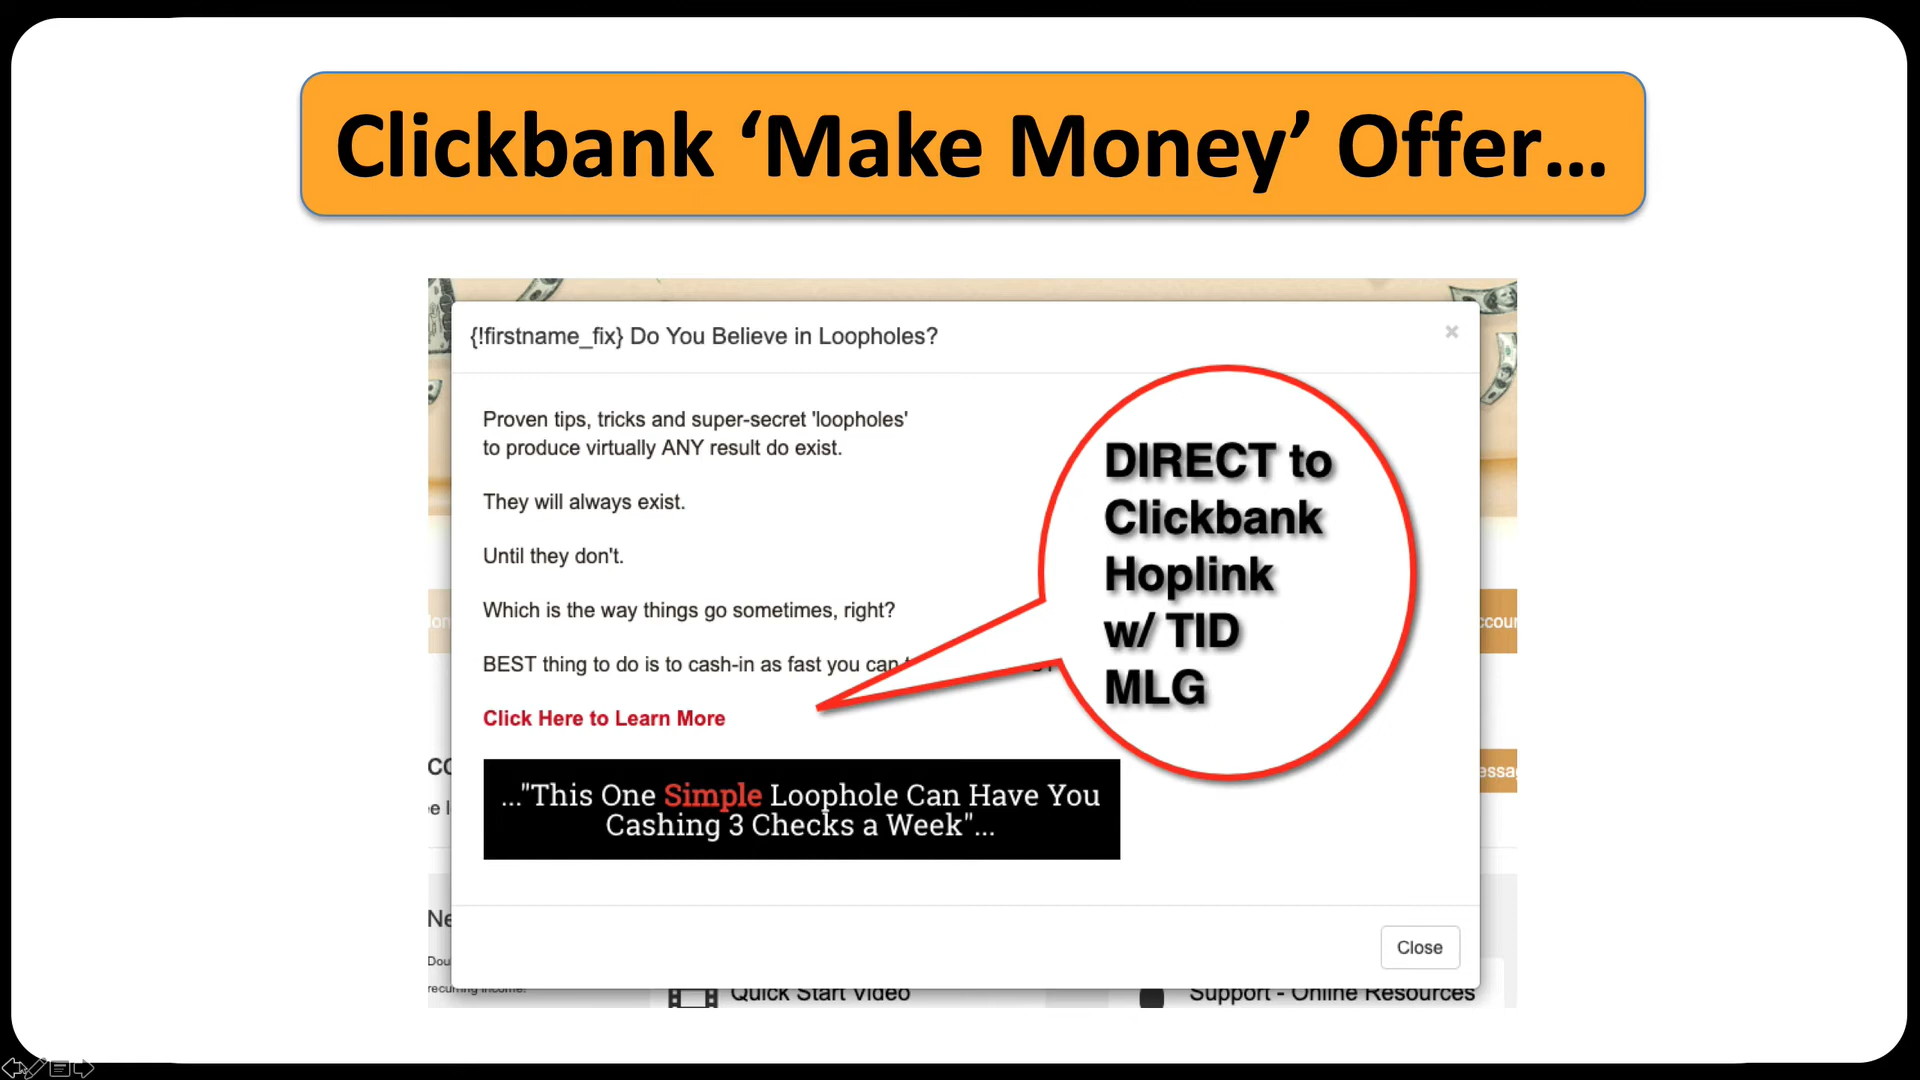 Clickbank ‘Make Money’ Offer...
{!firstname_fix} Do You Believe in Loopholes?
×
Proven tips, tricks and super-secret 'loopholes'
to produce virtually ANY result do exist.
They will always exist.
Until they don't.
Which is the way things go sometimes, right?
BEST thing to do is to cash-in as fast you can
Click Here to Learn More
DIRECT to
Clickbank
Hoplink
w/ TID
MLG
..."This One Simple Loophole Can Have You
Cashing 3 Checks a Week"...
Close
Quick Start Video
Support - Online Resources
recurring income.